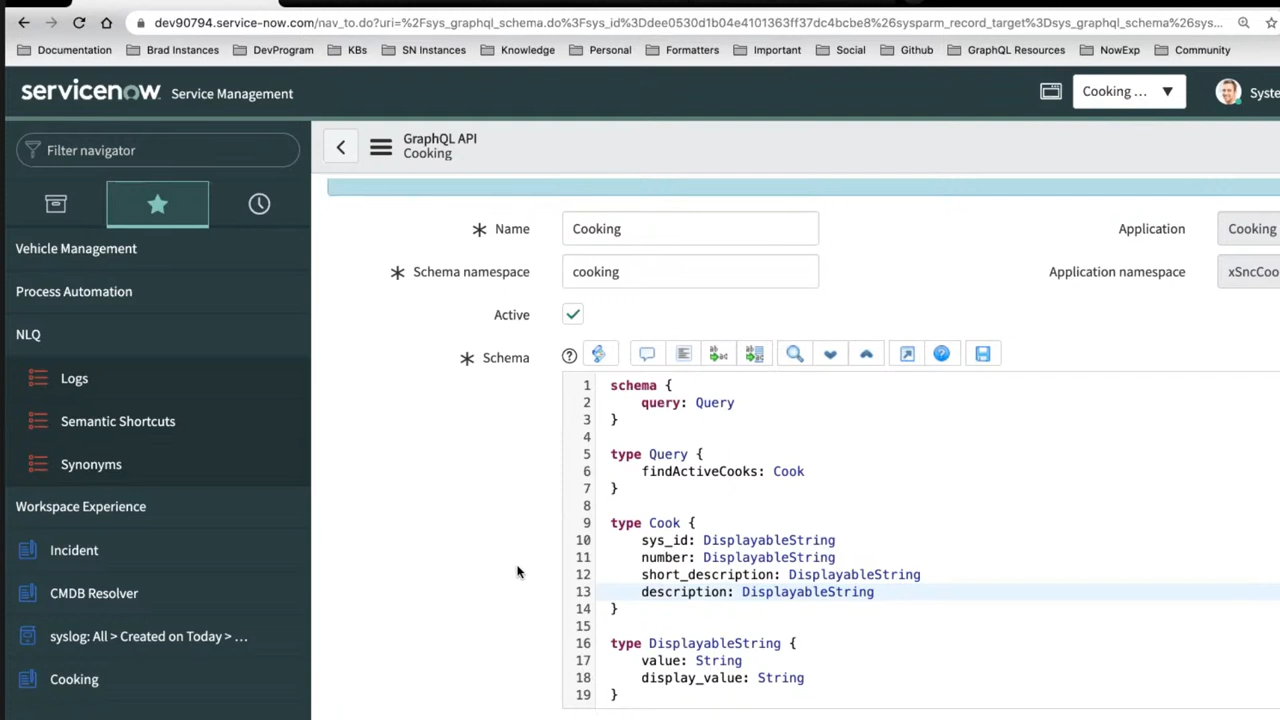 dev90794.service-now.com/nav_to.do?uri=%2Fsys_graphql_schema.do%3Fsys_id%3Ddee0530d1b04e4101363ff37dc4bcbe8%26sysparm_record_target%3Dsys_graphql_schema%26sys...
Documentation Brad Instances DevProgram KBs SN Instances Knowledge Personal Formatters Important Social Github GraphQL Resources NowExp Community
servicenow Service Management Cooking ... Syste
Filter navigator
GraphQL API
Cooking
Vehicle Management
Process Automation
NLQ
Logs
Semantic Shortcuts
Synonyms
Workspace Experience
Incident
CMDB Resolver
syslog: All > Created on Today > ...
Cooking
Name Cooking Application Cooking
Schema namespace cooking Application namespace xSncCoo
Active
Schema
1 schema {
2 query: Query
3 }
4
5 type Query {
6 findActiveCooks: Cook
7 }
8
9 type Cook {
10 sys_id: DisplayableString
11 number: DisplayableString
12 short_description: DisplayableString
13 description: DisplayableString
14 }
15
16 type DisplayableString {
17 value: String
18 display_value: String
19 }